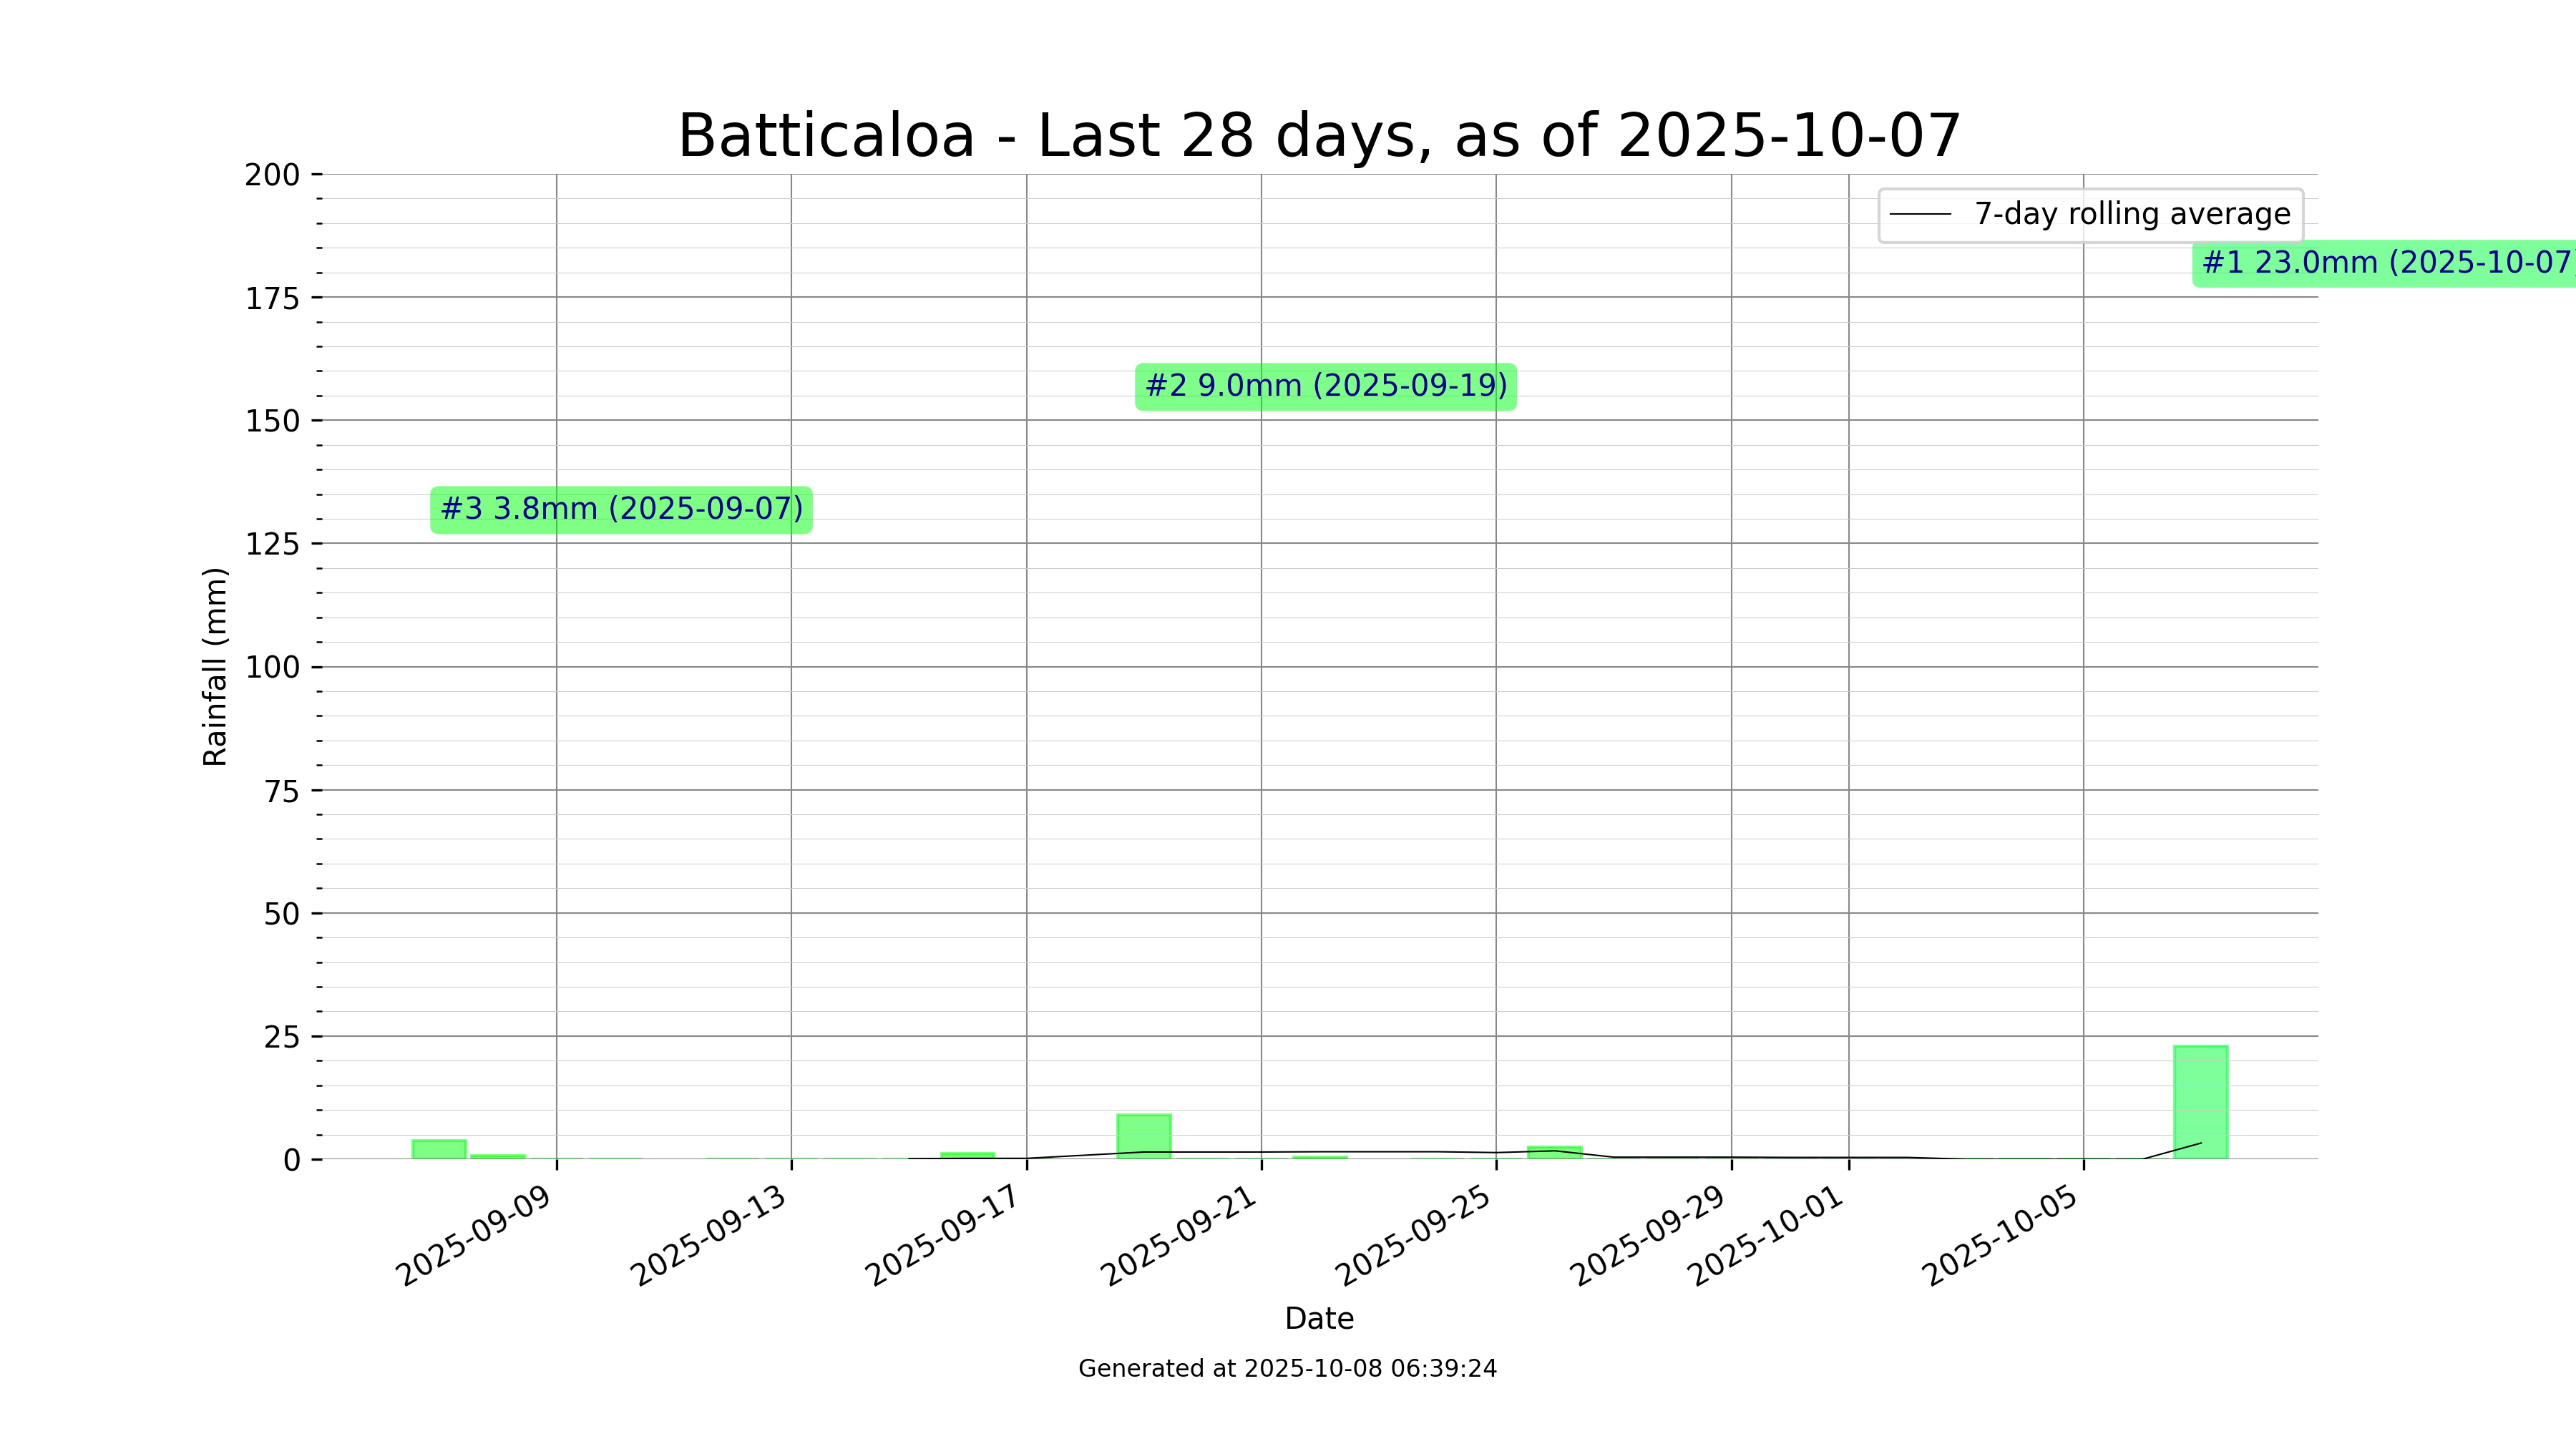 Batticaloa - Last 28 days, as of 2025-10-07
200
175
150
125
100
75
50
25
0
Rainfall (mm)
7-day rolling average
#1 23.0mm (2025-10-07
#2 9.0mm (2025-09-19)
#3 3.8mm (2025-09-07)
2025-09-09
2025-09-13
2025-09-17
2025-09-21
2025-09-25
2025-09-29
2025-10-01
2025-10-05
Date
Generated at 2025-10-08 06:39:24